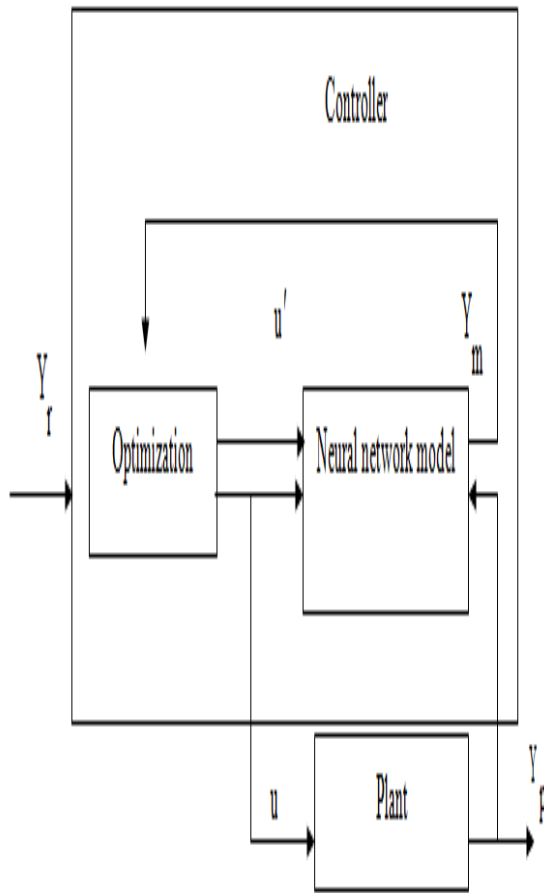 Controller
u'
Y
m
Y
r
Optimization
Neural network model
Y
p
u
Plant